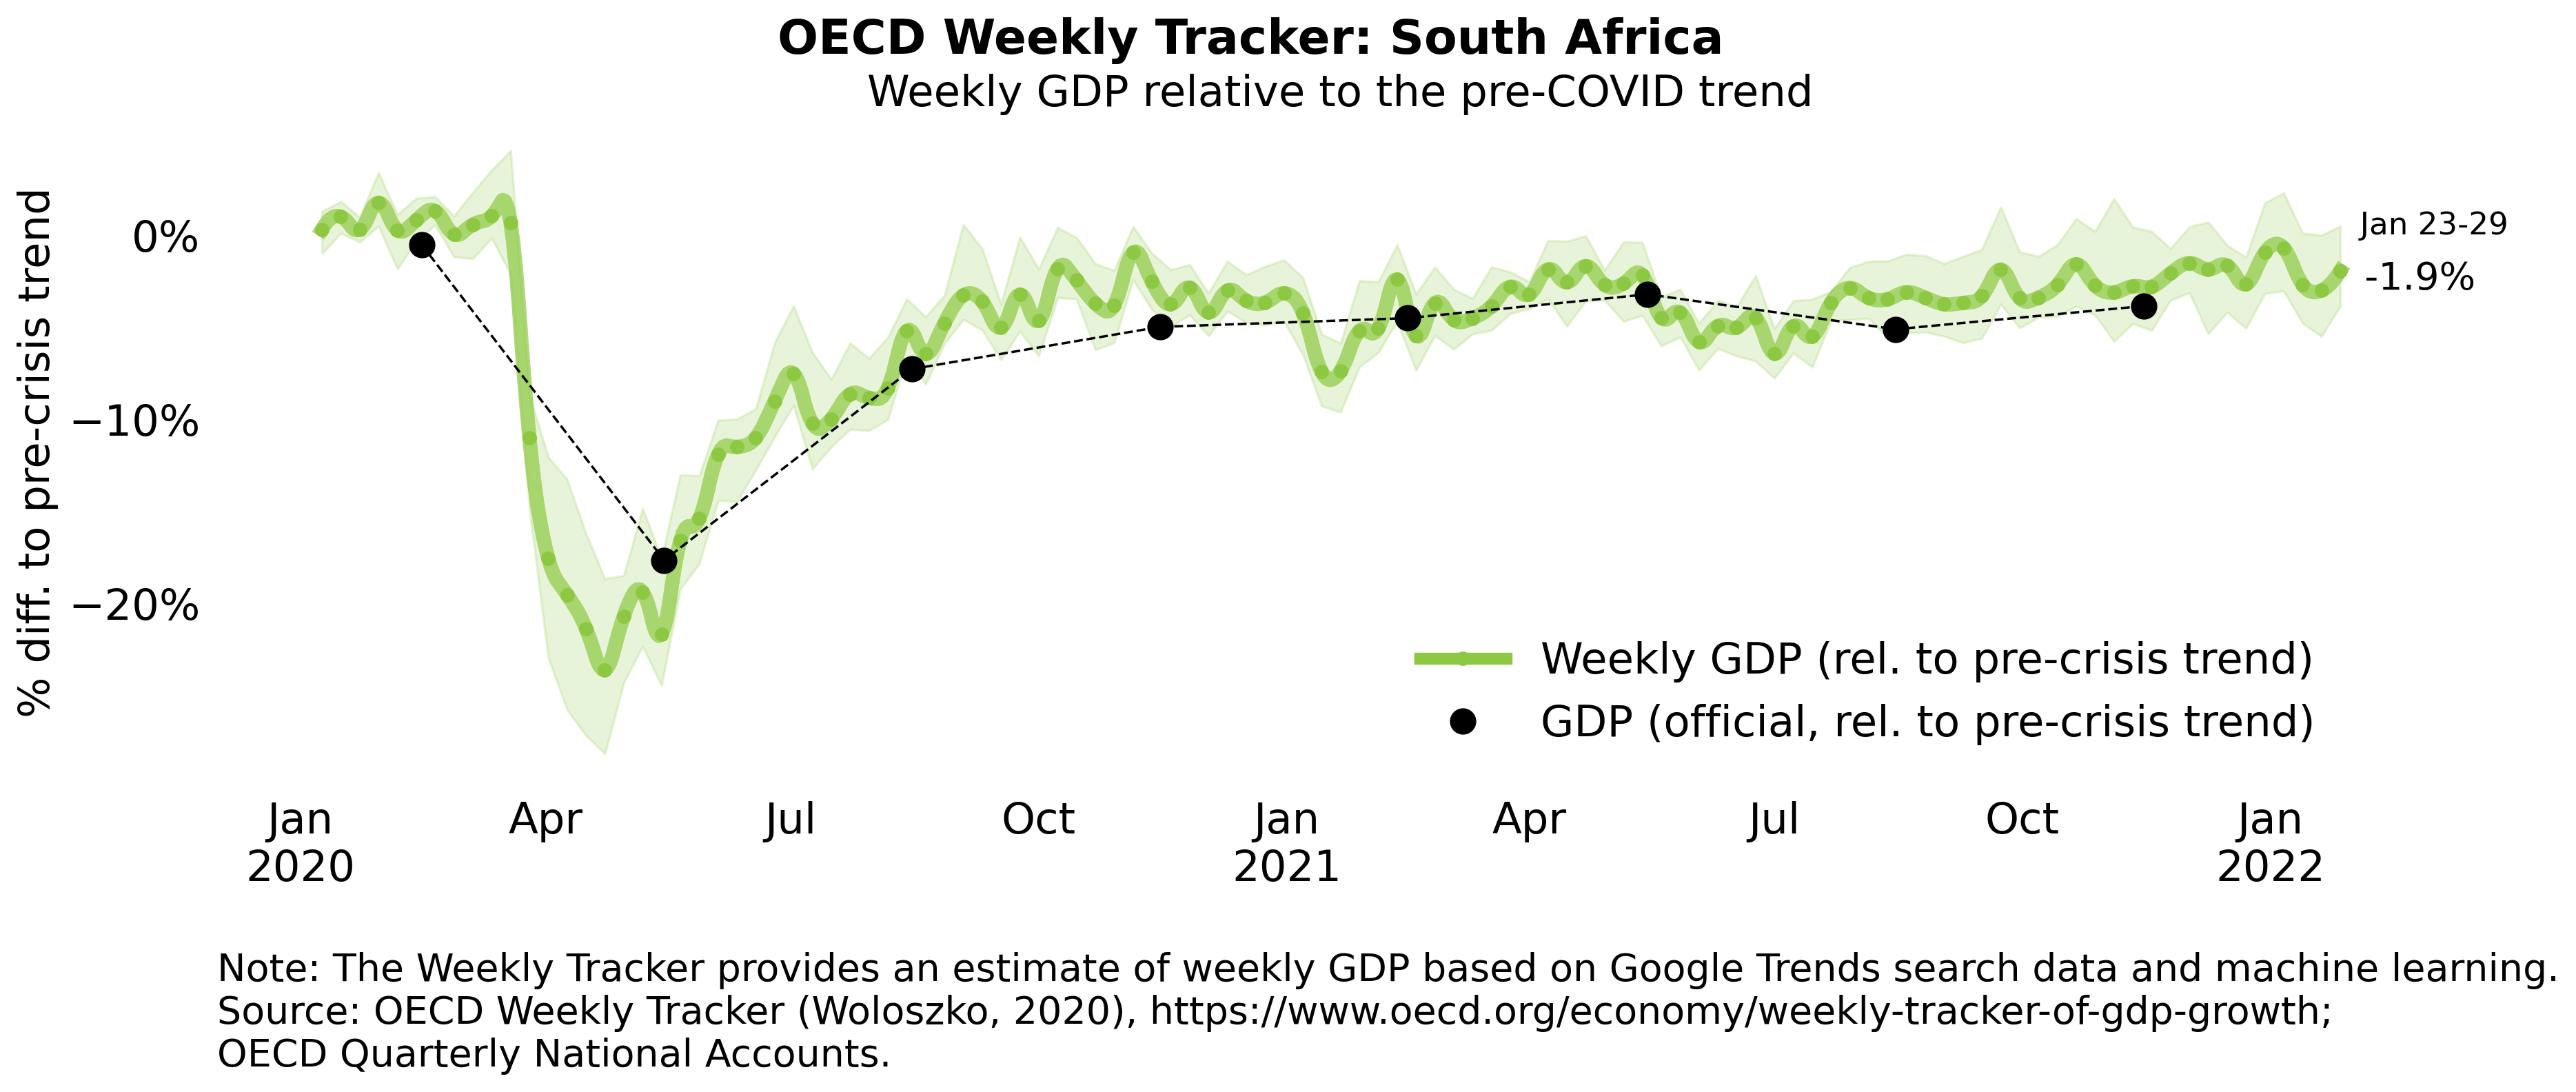 OECD Weekly Tracker: South Africa
Weekly GDP relative to the pre-COVID trend
% diff. to pre-crisis trend
0%
−10%
−20%
Jan 23-29
-1.9%
Weekly GDP (rel. to pre-crisis trend)
GDP (official, rel. to pre-crisis trend)
Jan Apr Jul Oct Jan Apr Jul Oct Jan
2020 2021 2022
Note: The Weekly Tracker provides an estimate of weekly GDP based on Google Trends search data and machine learning.
Source: OECD Weekly Tracker (Woloszko, 2020), https://www.oecd.org/economy/weekly-tracker-of-gdp-growth;
OECD Quarterly National Accounts.